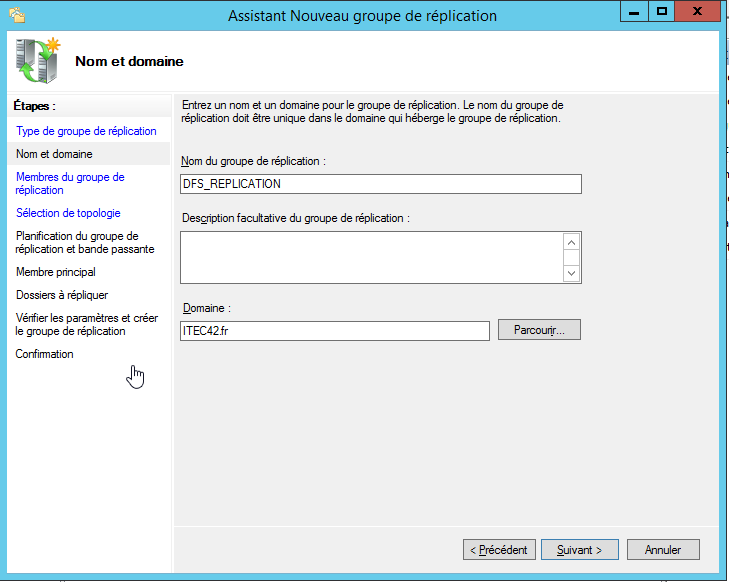 Assistant Nouveau groupe de réplication
Nom et domaine
Étapes :
Type de groupe de réplication
Nom et domaine
Membres du groupe de
réplication
Sélection de topologie
Planification du groupe de
réplication et bande passante
Membre principal
Dossiers à répliquer
Vérifier les paramètres et créer
le groupe de réplication
Confirmation
Entrez un nom et un domaine pour le groupe de réplication. Le nom du groupe de
réplication doit être unique dans le domaine qui héberge le groupe de réplication.
Nom du groupe de réplication :
DFS_REPLICATION
Description facultative du groupe de réplication :
Domaine :
ITEC42.fr
Parcourir...
< Précédent
Suivant >
Annuler